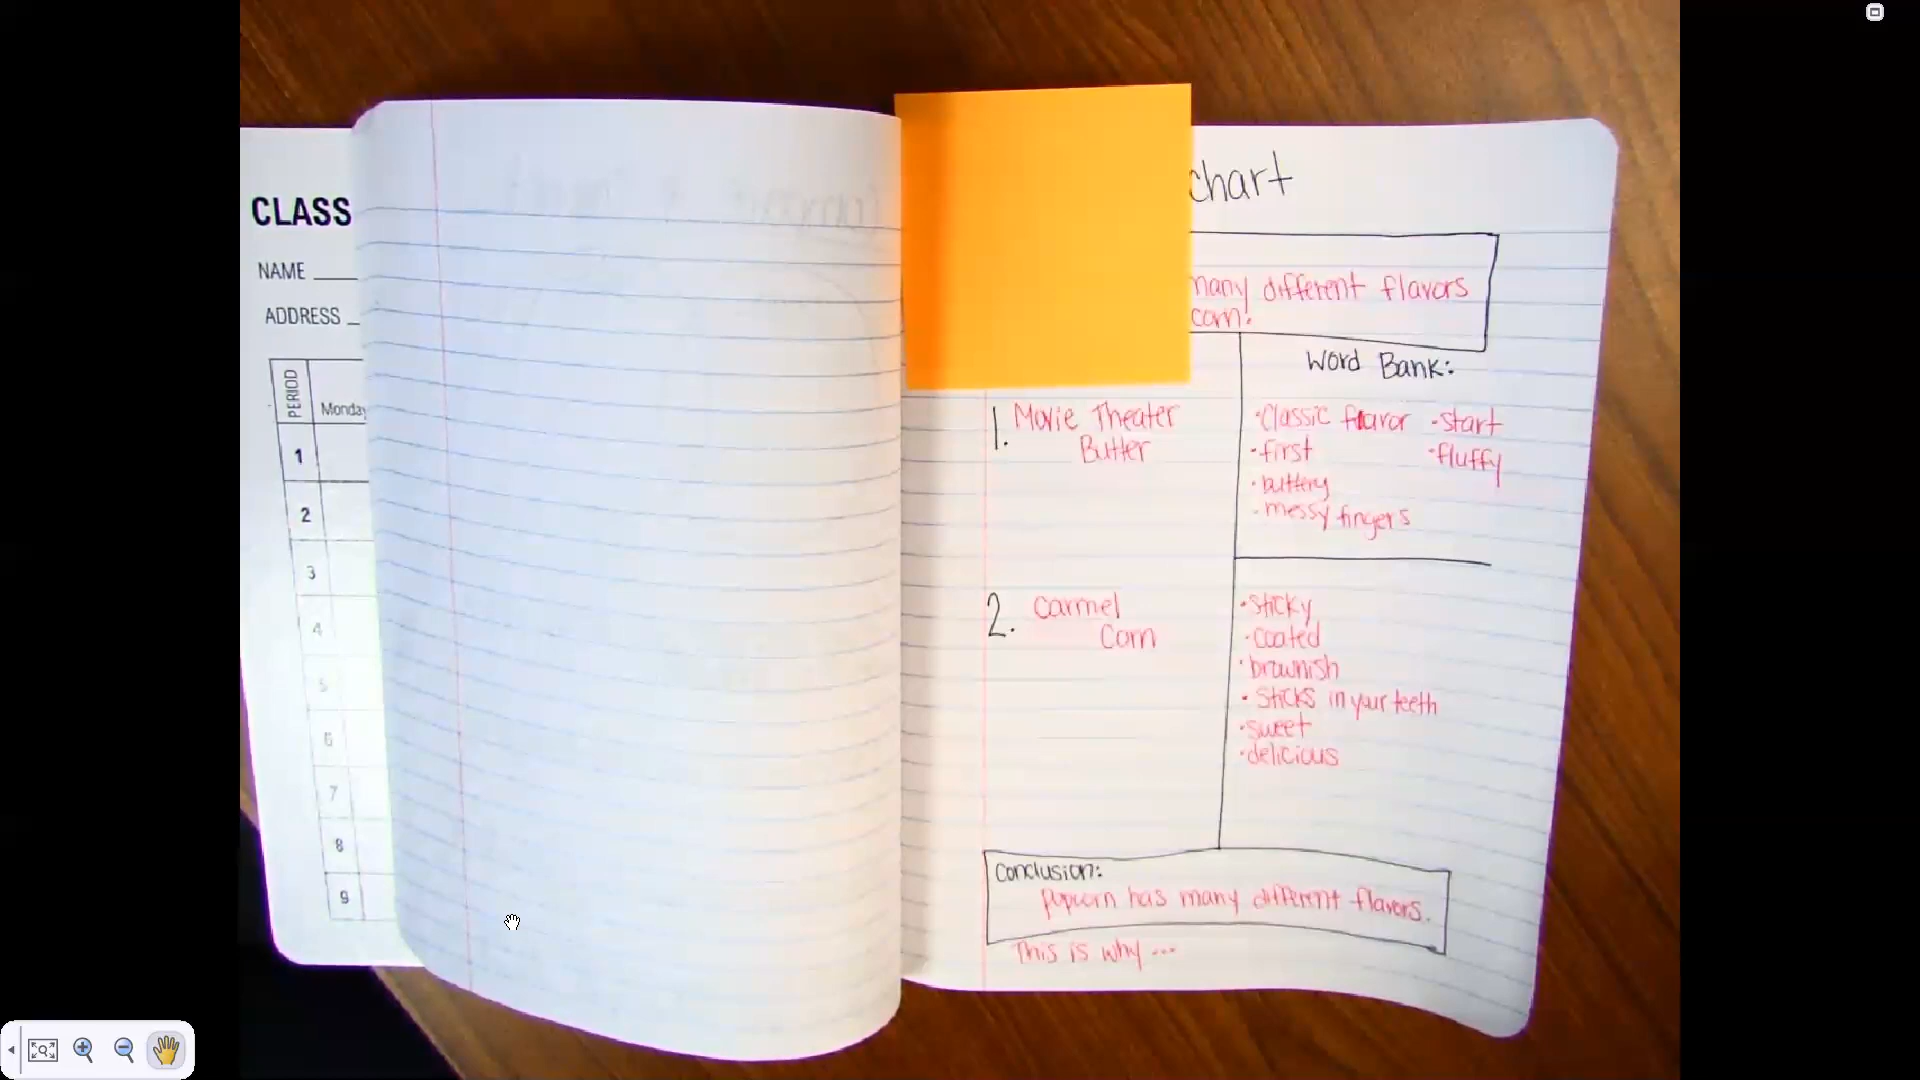 CLASS
NAME
ADDRESS
PERIOD
Monday
1
2
3
4
5
6
7
8
9
chart
many different flavors
corn!
Word Bank:
1. Movie Theater
Butter
·Classic flavor ·start
·first ·fluffy
·buttery
·messy fingers
2. Carmel
Corn
·Sticky
·Coated
·brownish
·Sticks in your teeth
·sweet
·delicious
Conclusion:
Popcorn has many different flavors.
This is why ...